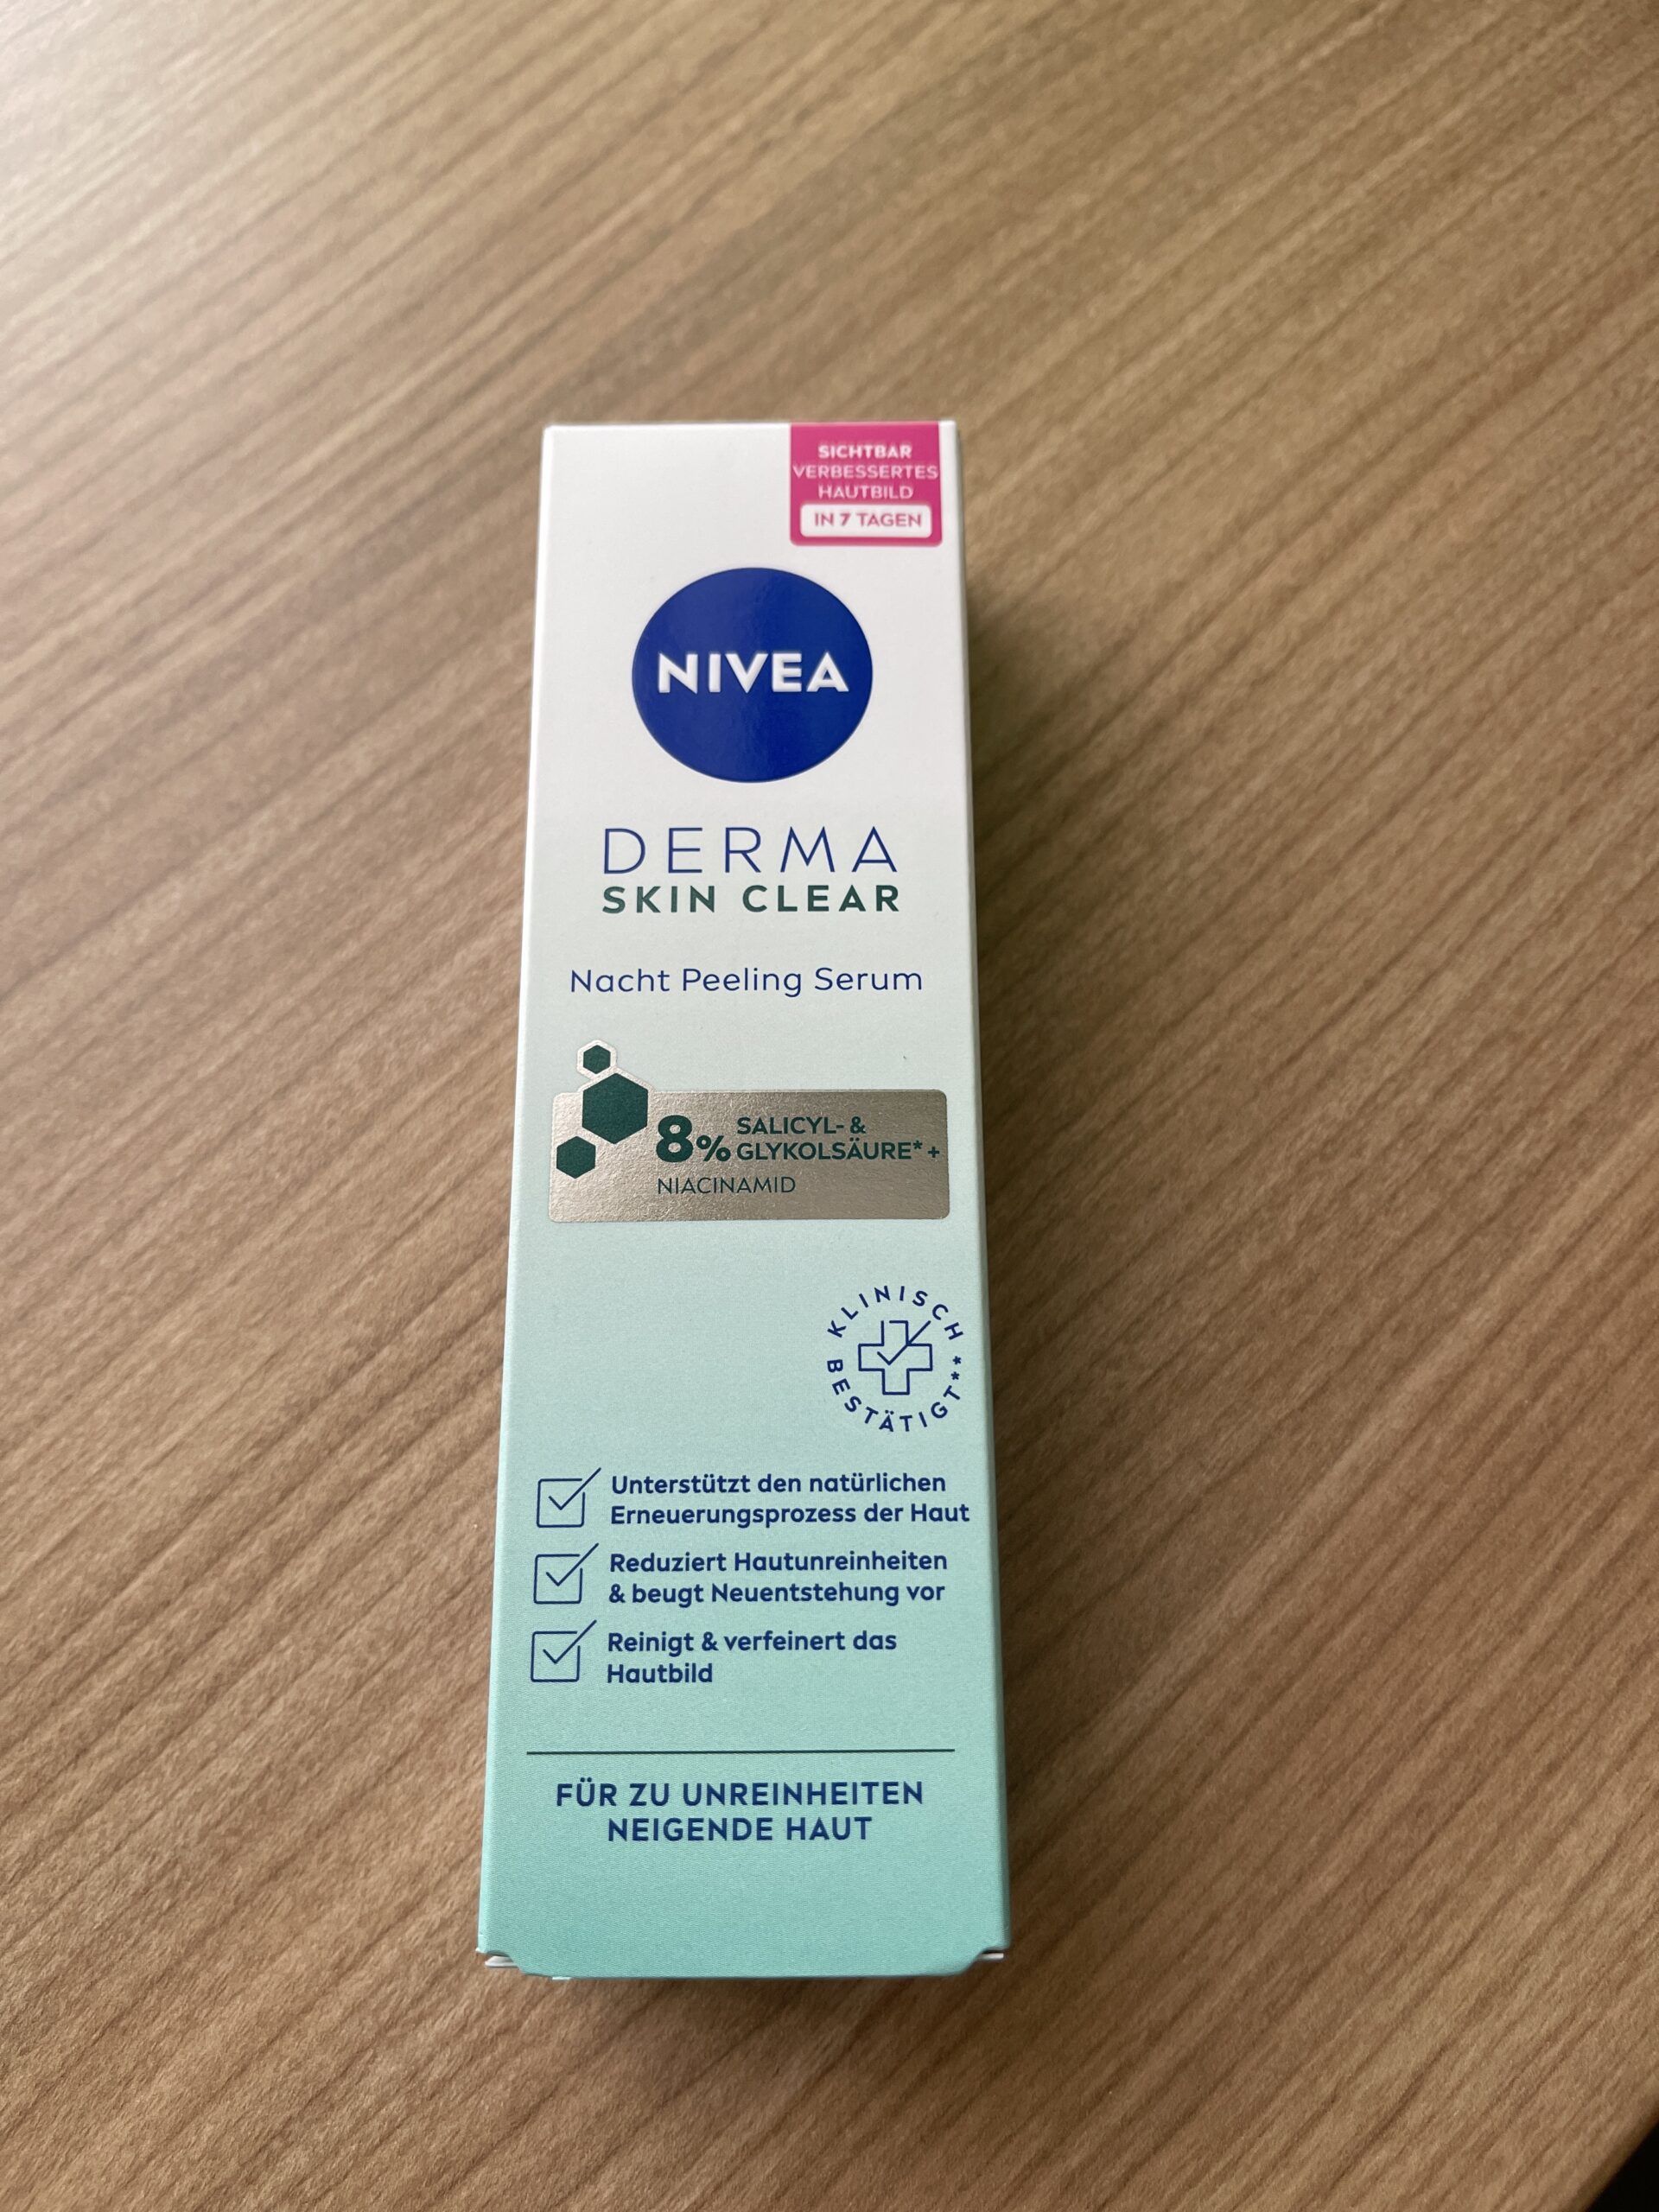 SICHTBAR
VERBESSERTES
HAUTBILD
IN 7 TAGEN
NIVEA
DERMA
SKIN CLEAR
Nacht Peeling Serum
8% SALICYL- &
GLYKOLSÄURE* +
NIACINAMID
KLINISCH
BESTÄTIGT**
Unterstützt den natürlichen
Erneuerungsprozess der Haut
Reduziert Hautunreinheiten
& beugt Neuentstehung vor
Reinigt & verfeinert das
Hautbild
FÜR ZU UNREINHEITEN
NEIGENDE HAUT